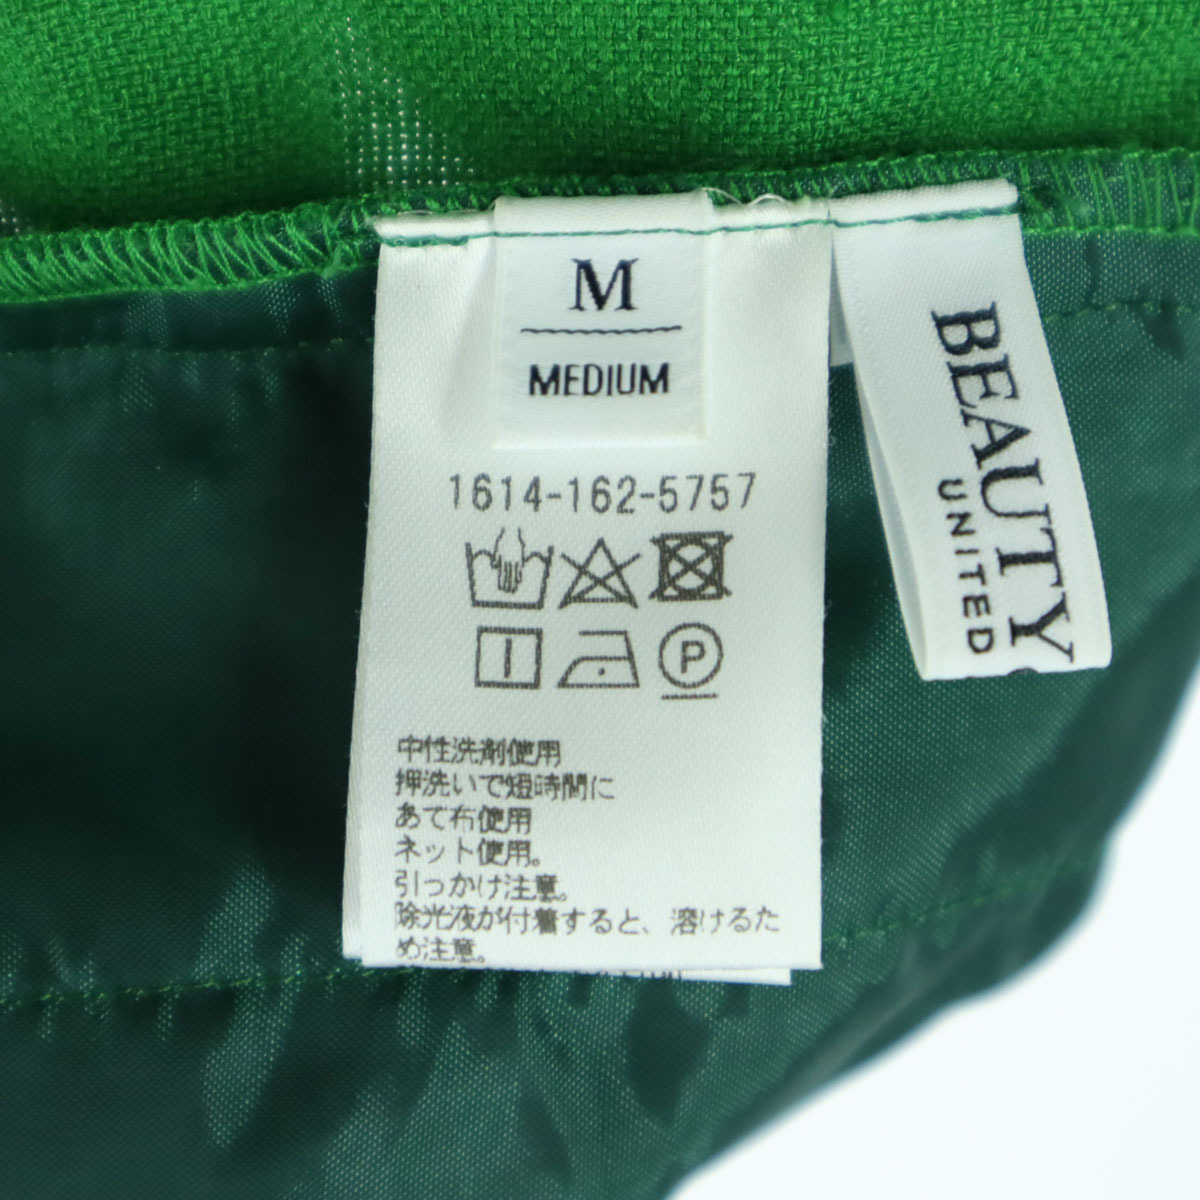 M
MEDIUM
1614-162-5757
P
中性洗剤使用
押洗いで短時間に
あて布使用
ネット使用。
引っかけ注意。
除光液が付着すると、溶けるた
め注意。
BEAUTY
UNITED